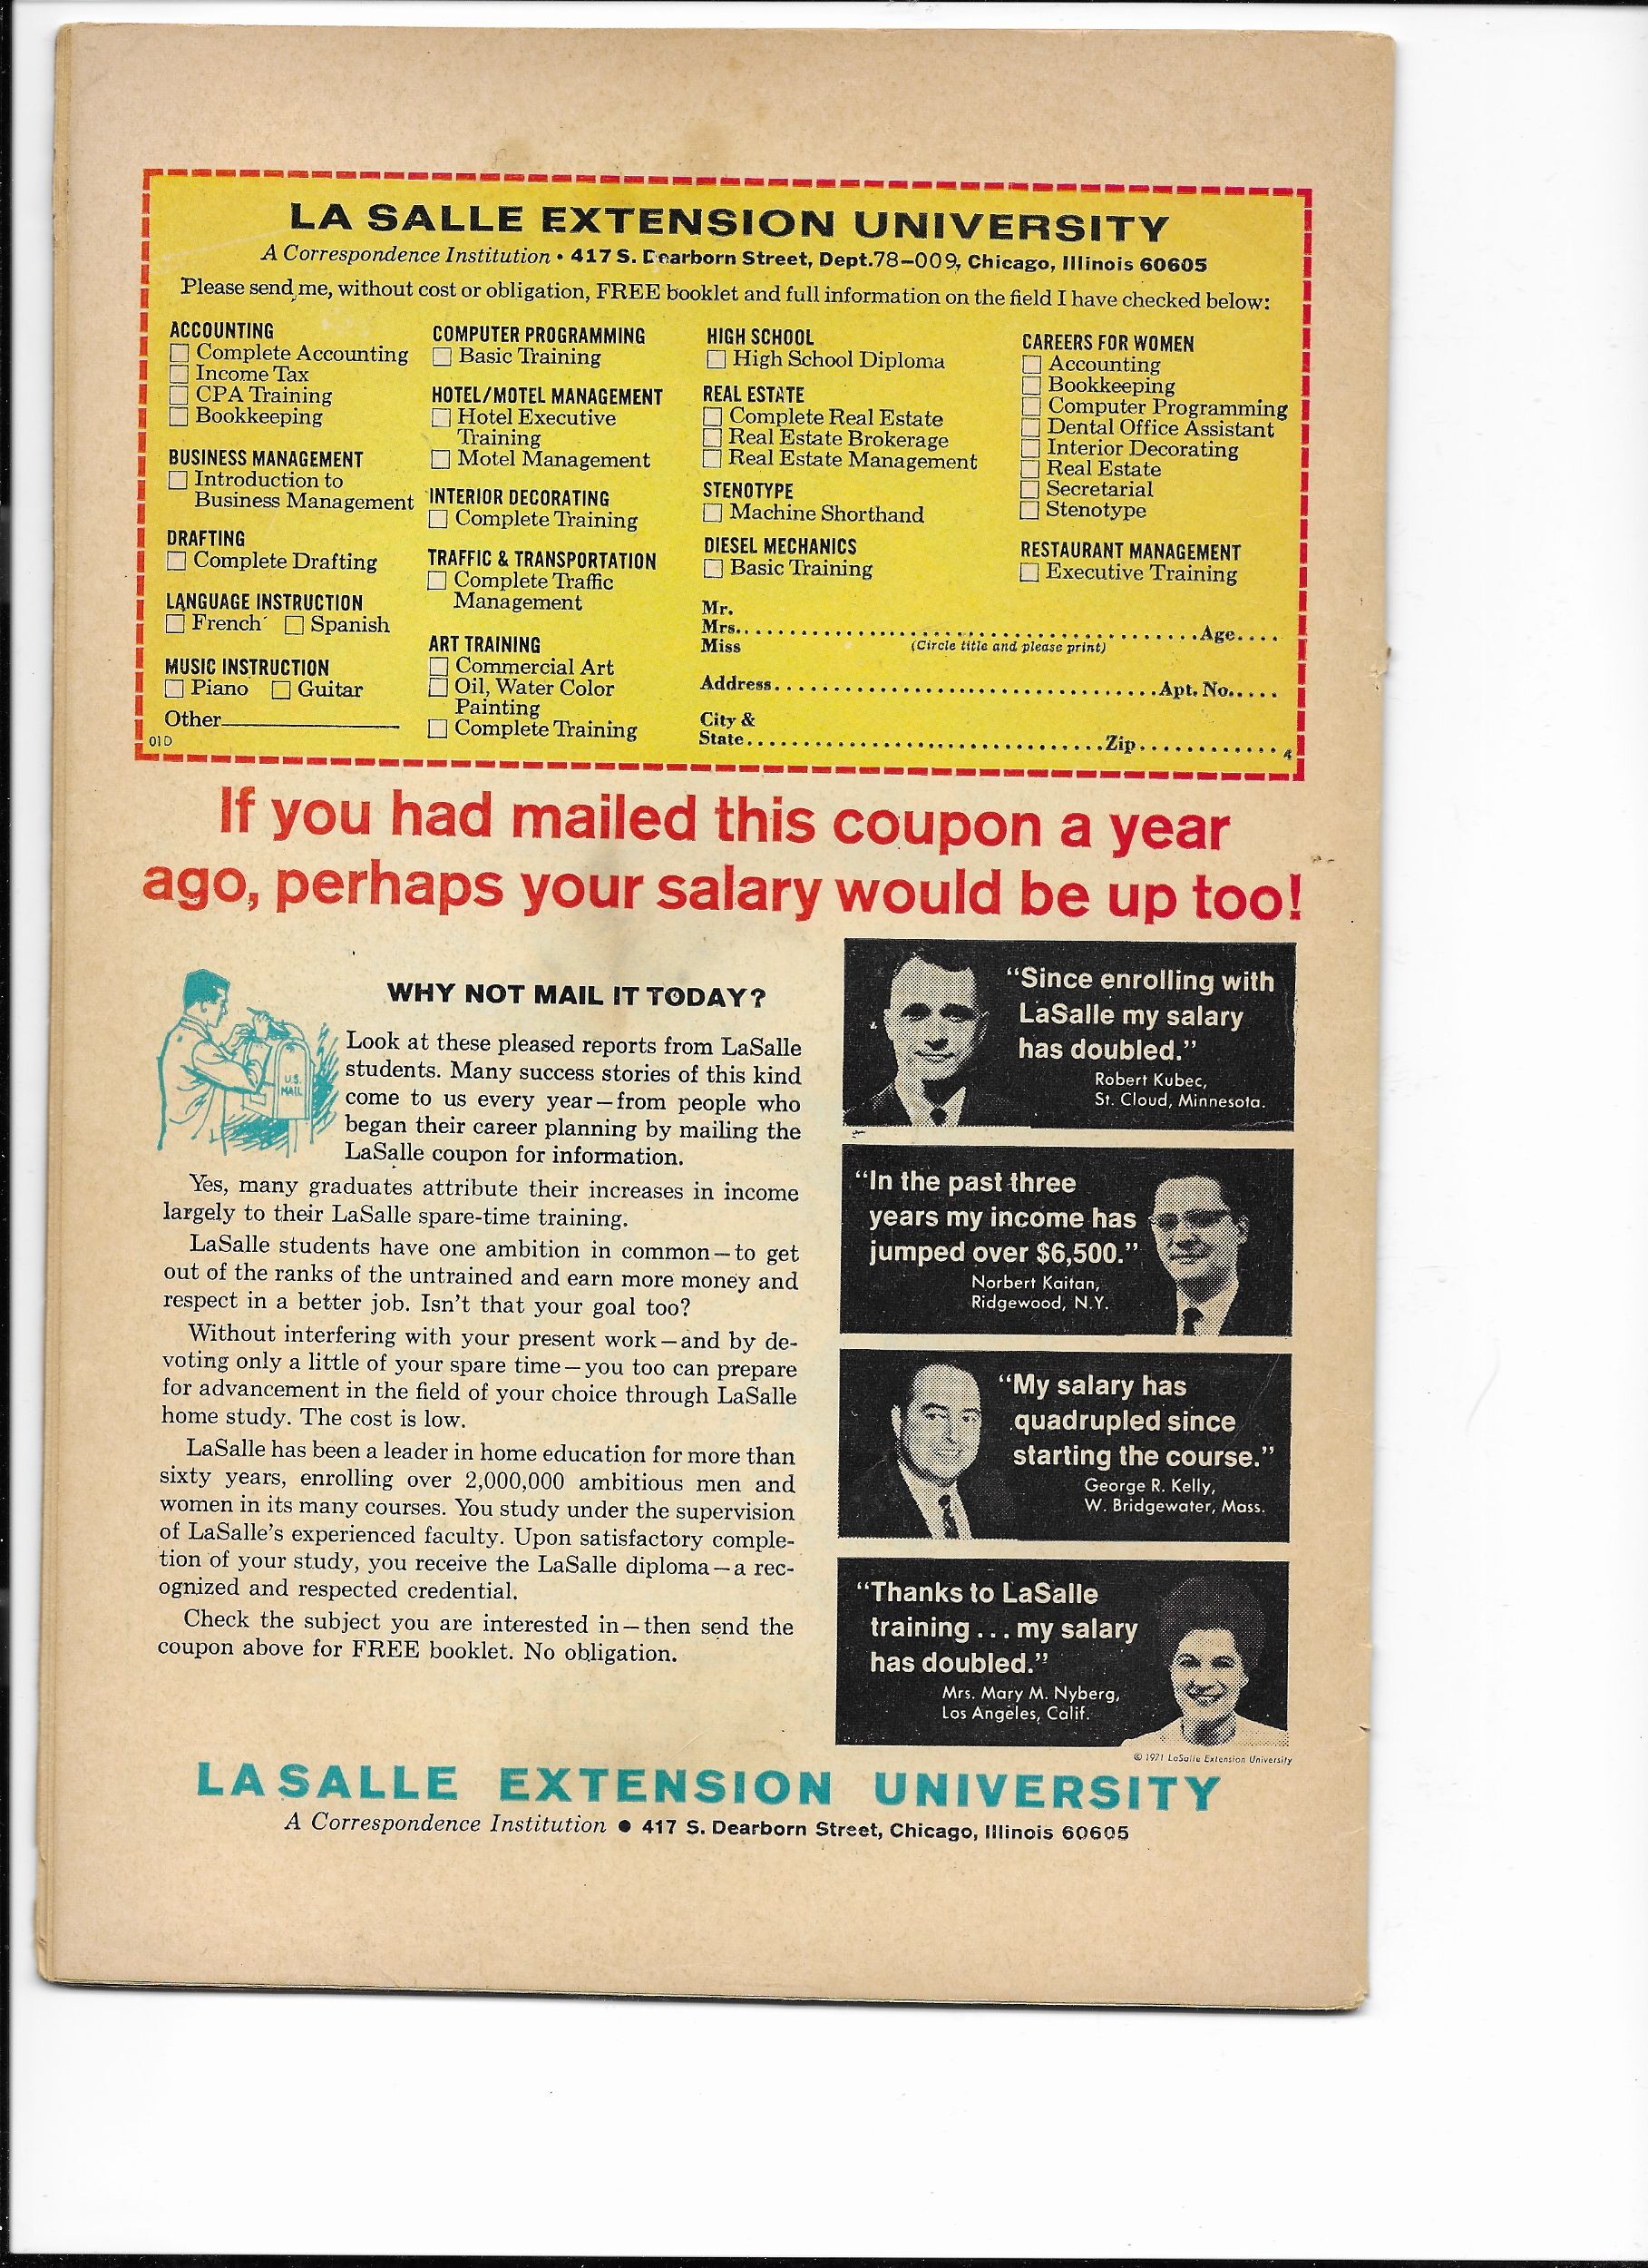 LA SALLE EXTENSION UNIVERSITY
A Correspondence Institution • 417 S. Dearborn Street, Dept.78-009, Chicago, Illinois 60605
Please send me, without cost or obligation, FREE booklet and full information on the field I have checked below:
ACCOUNTING
Complete Accounting
Income Tax
CPA Training
Bookkeeping
BUSINESS MANAGEMENT
Introduction to
Business Management
DRAFTING
Complete Drafting
LANGUAGE INSTRUCTION
French Spanish
MUSIC INSTRUCTION
Piano Guitar
Other
01D
COMPUTER PROGRAMMING
Basic Training
HOTEL/MOTEL MANAGEMENT
Hotel Executive
Training
Motel Management
INTERIOR DECORATING
Complete Training
TRAFFIC & TRANSPORTATION
Complete Traffic
Management
ART TRAINING
Commercial Art
Oil, Water Color
Painting
Complete Training
HIGH SCHOOL
High School Diploma
REAL ESTATE
Complete Real Estate
Real Estate Brokerage
Real Estate Management
STENOTYPE
Machine Shorthand
DIESEL MECHANICS
Basic Training
CAREERS FOR WOMEN
Accounting
Bookkeeping
Computer Programming
Dental Office Assistant
Interior Decorating
Real Estate
Secretarial
Stenotype
RESTAURANT MANAGEMENT
Executive Training
Mr.
Mrs. Age
Miss (Circle title and please print)
Address Apt. No.
City &
State Zip 4
If you had mailed this coupon a year
ago, perhaps your salary would be up too!
WHY NOT MAIL IT TODAY?
U.S.
MAIL
Look at these pleased reports from LaSalle
students. Many success stories of this kind
come to us every year—from people who
began their career planning by mailing the
LaSalle coupon for information.
Yes, many graduates attribute their increases in income
largely to their LaSalle spare-time training.
LaSalle students have one ambition in common—to get
out of the ranks of the untrained and earn more money and
respect in a better job. Isn't that your goal too?
Without interfering with your present work—and by de-
voting only a little of your spare time—you too can prepare
for advancement in the field of your choice through LaSalle
home study. The cost is low.
LaSalle has been a leader in home education for more than
sixty years, enrolling over 2,000,000 ambitious men and
women in its many courses. You study under the supervision
of LaSalle's experienced faculty. Upon satisfactory comple-
tion of your study, you receive the LaSalle diploma—a rec-
ognized and respected credential.
Check the subject you are interested in—then send the
coupon above for FREE booklet. No obligation.
"Since enrolling with
LaSalle my salary
has doubled."
Robert Kubec,
St. Cloud, Minnesota.
"In the past three
years my income has
jumped over $6,500."
Norbert Kaitan,
Ridgewood, N.Y.
"My salary has
quadrupled since
starting the course."
George R. Kelly,
W. Bridgewater, Mass.
"Thanks to LaSalle
training . . . my salary
has doubled."
Mrs. Mary M. Nyberg,
Los Angeles, Calif.
© 1971 LaSalle Extension University
LASALLE EXTENSION UNIVERSITY
A Correspondence Institution • 417 S. Dearborn Street, Chicago, Illinois 60605